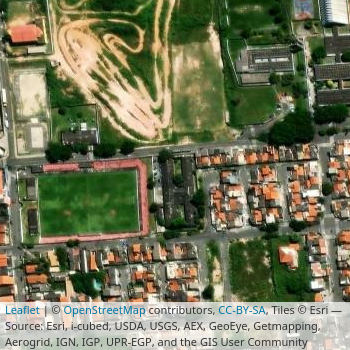 Leaflet | © OpenStreetMap contributors, CC-BY-SA, Tiles © Esri —
Source: Esri, i-cubed, USDA, USGS, AEX, GeoEye, Getmapping,
Aerogrid, IGN, IGP, UPR-EGP, and the GIS User Community